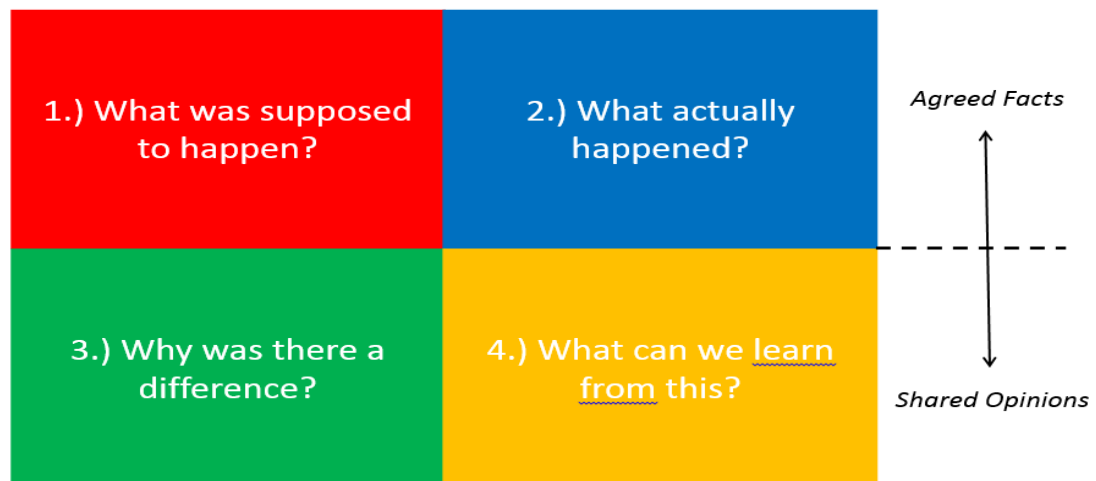 1.) What was supposed
to happen?
2.) What actually
happened?
Agreed Facts
3.) Why was there a
difference?
4.) What can we learn
from this?
Shared Opinions